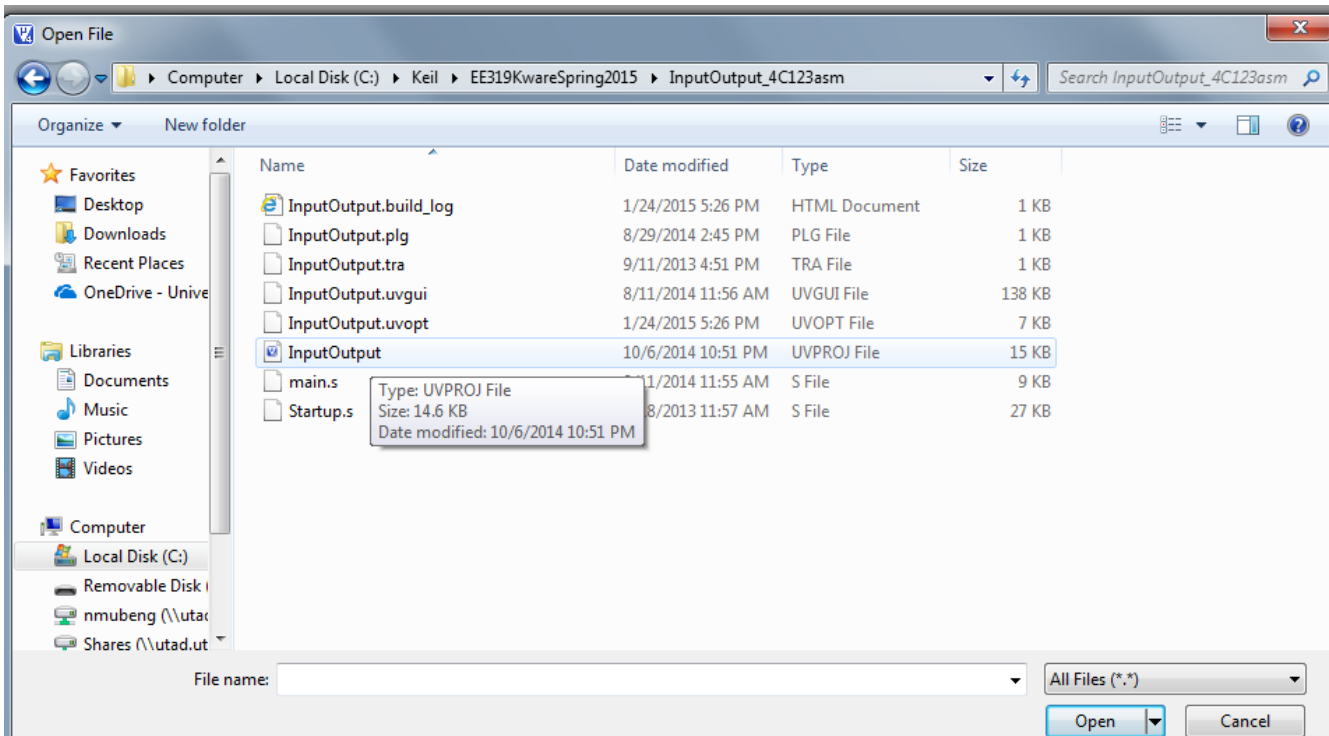 Open File
Computer Local Disk (C:) Keil EE319KwareSpring2015 InputOutput_4C123asm Search InputOutput_4C123asm
Organize New folder
Favorites
Desktop
Downloads
Recent Places
OneDrive - Unive
Libraries
Documents
Music
Pictures
Videos
Computer
Local Disk (C:)
Removable Disk
nmubeng (\\utad
Shares (\\utad.ut
Name Date modified Type Size
InputOutput.build_log 1/24/2015 5:26 PM HTML Document 1 KB
InputOutput.plg 8/29/2014 2:45 PM PLG File 1 KB
InputOutput.tra 9/11/2013 4:51 PM TRA File 1 KB
InputOutput.uvgui 8/11/2014 11:56 AM UVGUI File 138 KB
InputOutput.uvopt 1/24/2015 5:26 PM UVOPT File 7 KB
InputOutput 10/6/2014 10:51 PM UVPROJ File 15 KB
main.s 11/2014 11:55 AM S File 9 KB
Startup.s 8/2013 11:57 AM S File 27 KB
Type: UVPROJ File
Size: 14.6 KB
Date modified: 10/6/2014 10:51 PM
File name: All Files (*.*)
Open Cancel